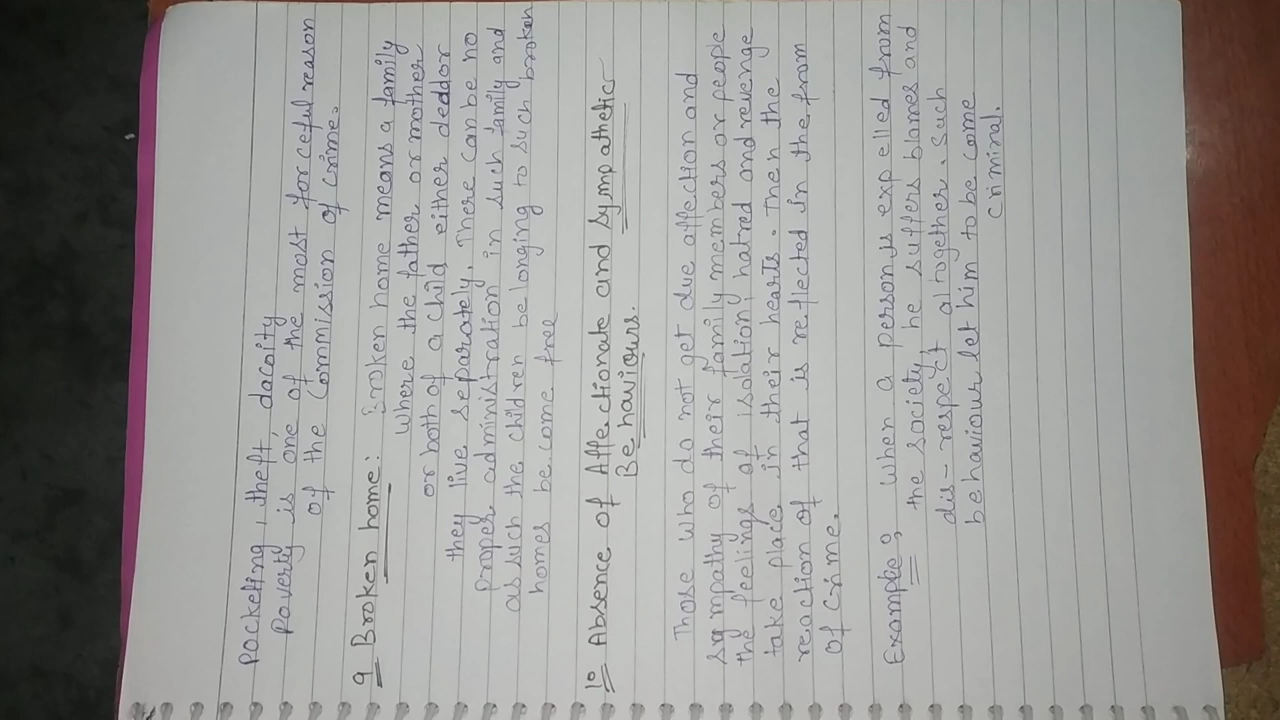 Pocketing, theft, dacoity
Poverty is one of the most forceful reason
of the Commission of crime.
9 Broken home: Broken home means a family
where the father or mother
or both of a child either deddor
they live separately. There can be no
proper administration in such family and
as such the children belonging to such broken
homes be come free
10 Absence of Affectionate and Sympathetic
Behaviours.
Those who do not get due affection and
sympathy of their family members or people
the feelings of isolation, hatred and revenge
take place in their hearts. Then the
reaction of that is reflected in the from
of crime.
Example: When a person is expelled from
the society, he suffers blames and
dis-respect altogether. Such
behaviour let him to be come
criminal.